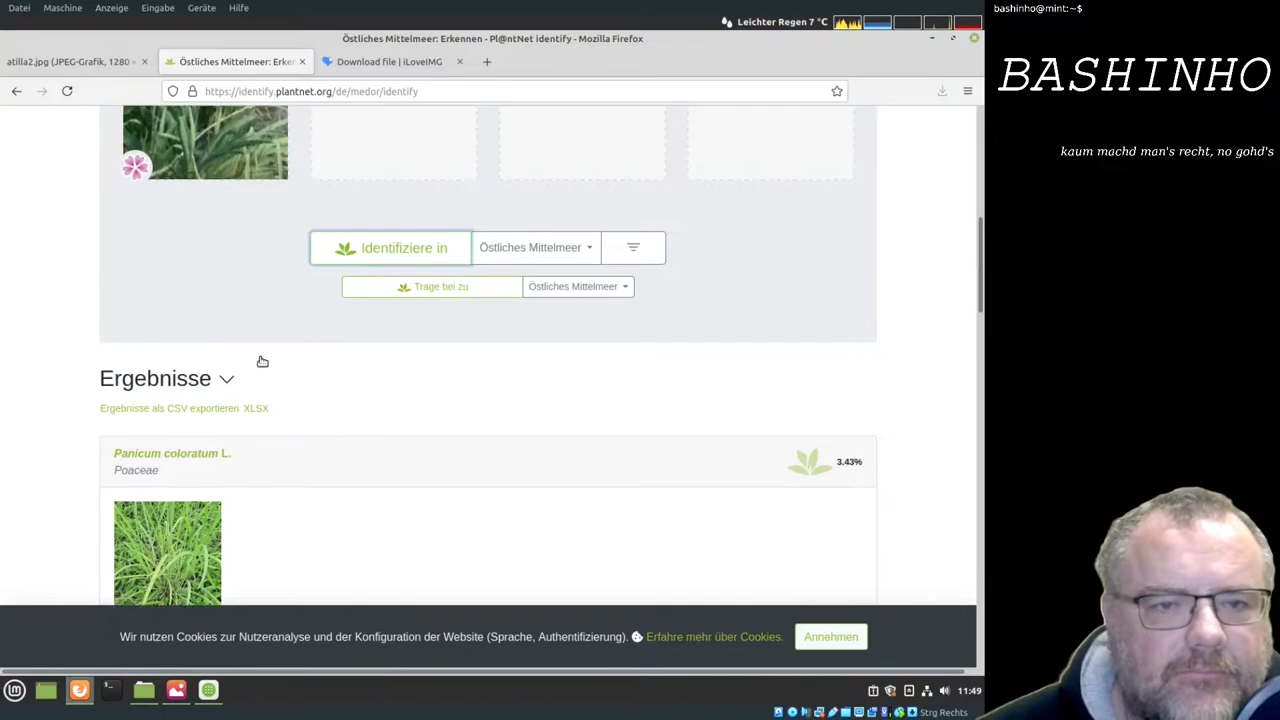 Datei Maschine Anzeige Eingabe Geräte Hilfe
bashinho@mint:~$
Leichter Regen 7 °C
Östliches Mittelmeer: Erkennen - Pl@ntNet identify - Mozilla Firefox
atilla2.jpg (JPEG-Grafik, 1280 ×
Östliches Mittelmeer: Erken
Download file | iLoveIMG
BASHINHO
https://identify.plantnet.org/de/medor/identify
kaum machd man's recht, no gohd's
Identifiziere in Östliches Mittelmeer
Trage bei zu Östliches Mittelmeer
Ergebnisse
Ergebnisse als CSV exportieren XLSX
Panicum coloratum L.
Poaceae
3.43%
Wir nutzen Cookies zur Nutzeranalyse und der Konfiguration der Website (Sprache, Authentifizierung). Erfahre mehr über Cookies. Annehmen
11:49
Strg Rechts